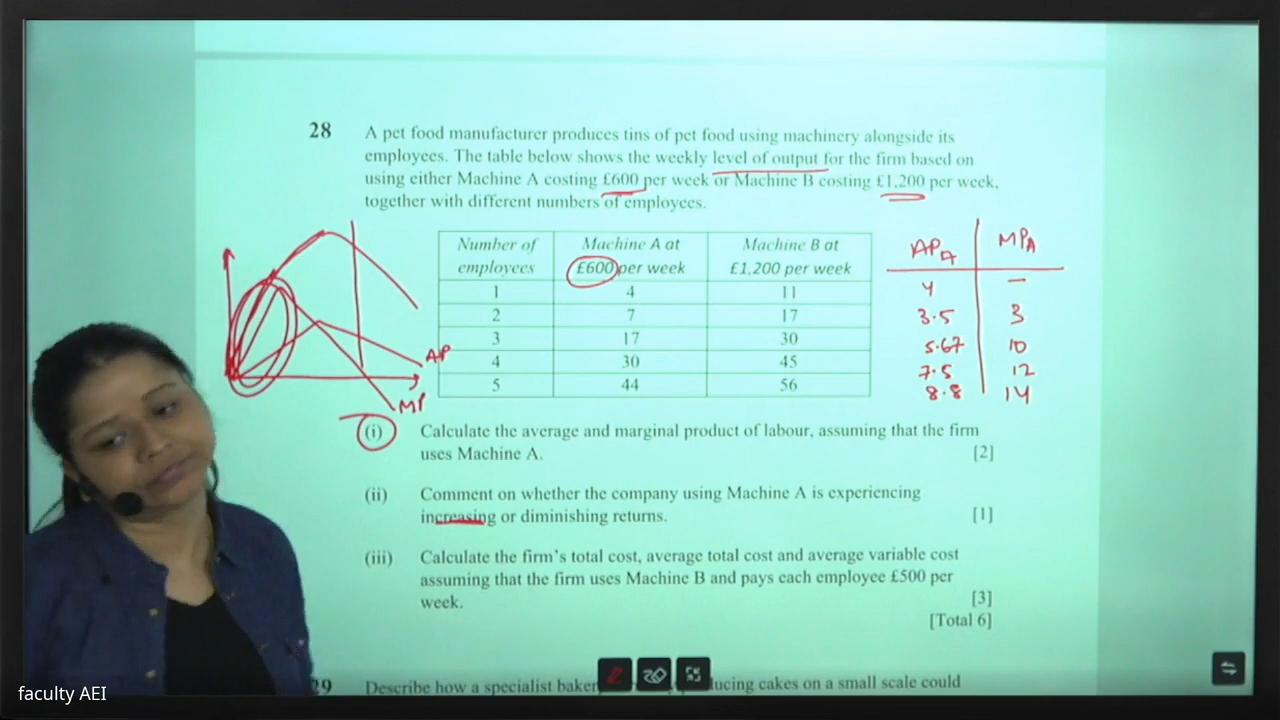 28
A pet food manufacturer produces tins of pet food using machinery alongside its
employees. The table below shows the weekly level of output for the firm based on
using either Machine A costing £600 per week or Machine B costing £1,200 per week,
together with different numbers of employees.
Number of employees Machine A at £600 per week Machine B at £1,200 per week
1 4 11
2 7 17
3 17 30
4 30 45
5 44 56
AP_A MP_A
4 —
3.5 3
5.67 10
7.5 12
8.8 14
AP
MP
(i) Calculate the average and marginal product of labour, assuming that the firm
uses Machine A. [2]
(ii) Comment on whether the company using Machine A is experiencing
increasing or diminishing returns. [1]
(iii) Calculate the firm's total cost, average total cost and average variable cost
assuming that the firm uses Machine B and pays each employee £500 per
week. [3]
[Total 6]
29 Describe how a specialist baker ucing cakes on a small scale could
faculty AEI